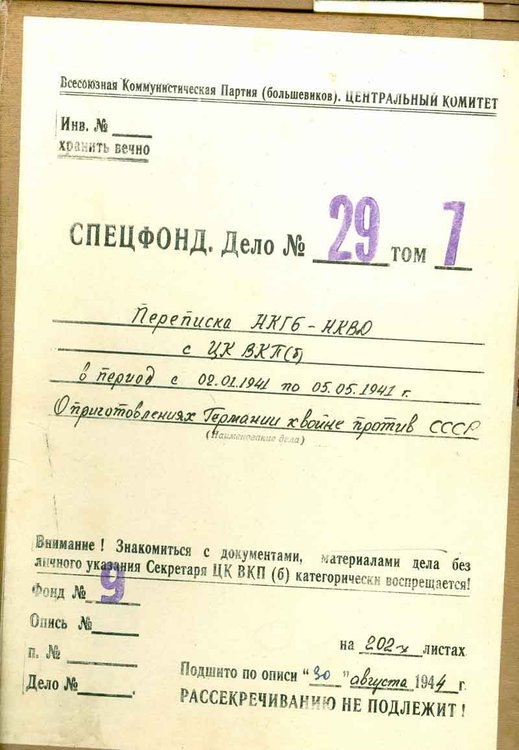 Всесоюзная Коммунистическая Партия (большевиков). ЦЕНТРАЛЬНЫЙ КОМИТЕТ
Инв. №
хранить вечно
СПЕЦФОНД. Дело № 29 том 7
Переписка НКГБ-НКВД
с ЦК ВКП(б)
в период с 02.01.1941 по 05.05.1941 г.
О приготовлениях Германии к войне против СССР
(Наименование дела)
Внимание! Знакомиться с документами, материалами дела без
личного указания Секретаря ЦК ВКП (б) категорически воспрещается!
Фонд № 9
Опись №
п. №
Дело №.
на 202-х листах
Подшито по описи "30" августа 1944 г.
РАССЕКРЕЧИВАНИЮ НЕ ПОДЛЕЖИТ!